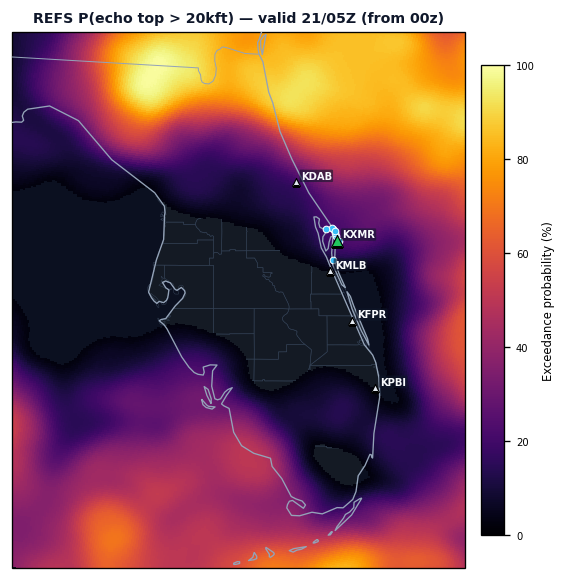 REFS P(echo top > 20kft) — valid 21/05Z (from 00z)
100
80
60
40
20
0
Exceedance probability (%)
KDAB
KXMR
KMLB
KFPR
KPBI